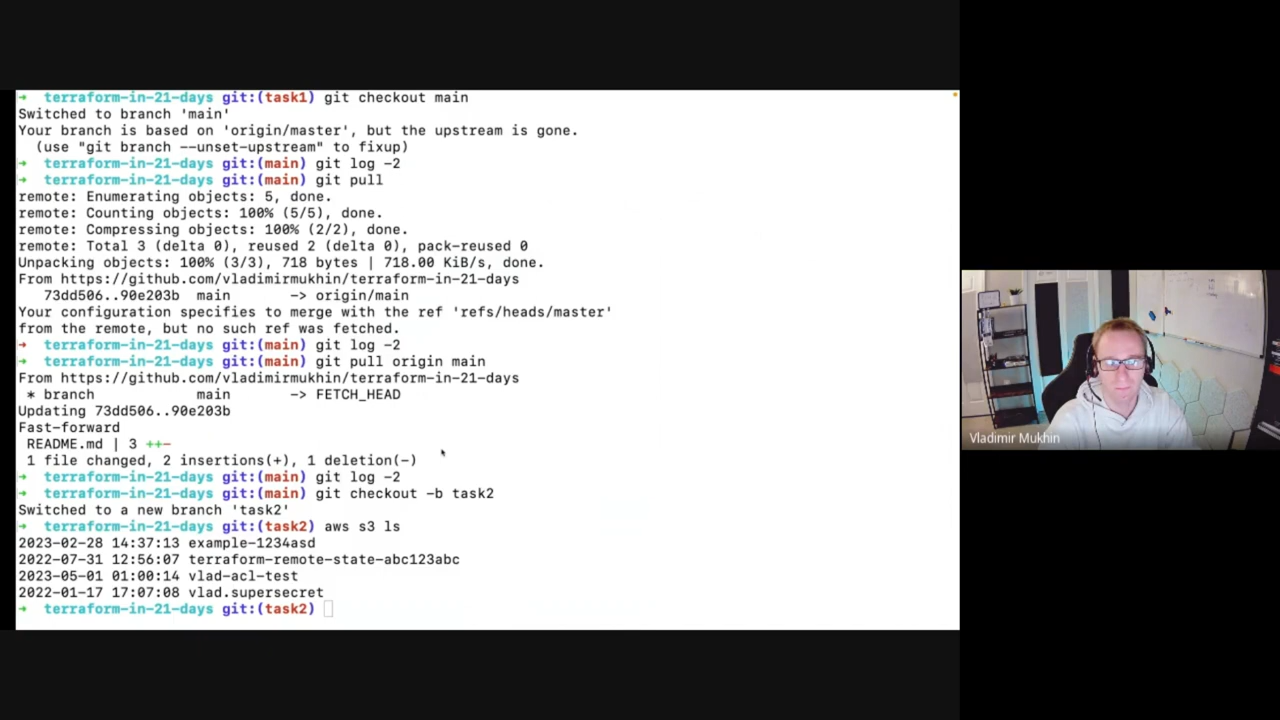 ➜  terraform-in-21-days git:(task1) git checkout main
Switched to branch 'main'
Your branch is based on 'origin/master', but the upstream is gone.
  (use "git branch --unset-upstream" to fixup)
➜  terraform-in-21-days git:(main) git log -2
➜  terraform-in-21-days git:(main) git pull
remote: Enumerating objects: 5, done.
remote: Counting objects: 100% (5/5), done.
remote: Compressing objects: 100% (2/2), done.
remote: Total 3 (delta 0), reused 2 (delta 0), pack-reused 0
Unpacking objects: 100% (3/3), 718 bytes | 718.00 KiB/s, done.
From https://github.com/vladimirmukhin/terraform-in-21-days
   73dd506..90e203b  main       -> origin/main
Your configuration specifies to merge with the ref 'refs/heads/master'
from the remote, but no such ref was fetched.
➜  terraform-in-21-days git:(main) git log -2
➜  terraform-in-21-days git:(main) git pull origin main
From https://github.com/vladimirmukhin/terraform-in-21-days
 * branch            main       -> FETCH_HEAD
Updating 73dd506..90e203b
Fast-forward
 README.md | 3 ++-
 1 file changed, 2 insertions(+), 1 deletion(-)
➜  terraform-in-21-days git:(main) git log -2
➜  terraform-in-21-days git:(main) git checkout -b task2
Switched to a new branch 'task2'
➜  terraform-in-21-days git:(task2) aws s3 ls
2023-02-28 14:37:13 example-1234asd
2022-07-31 12:56:07 terraform-remote-state-abc123abc
2023-05-01 01:00:14 vlad-acl-test
2022-01-17 17:07:08 vlad.supersecret
➜  terraform-in-21-days git:(task2)
Vladimir Mukhin